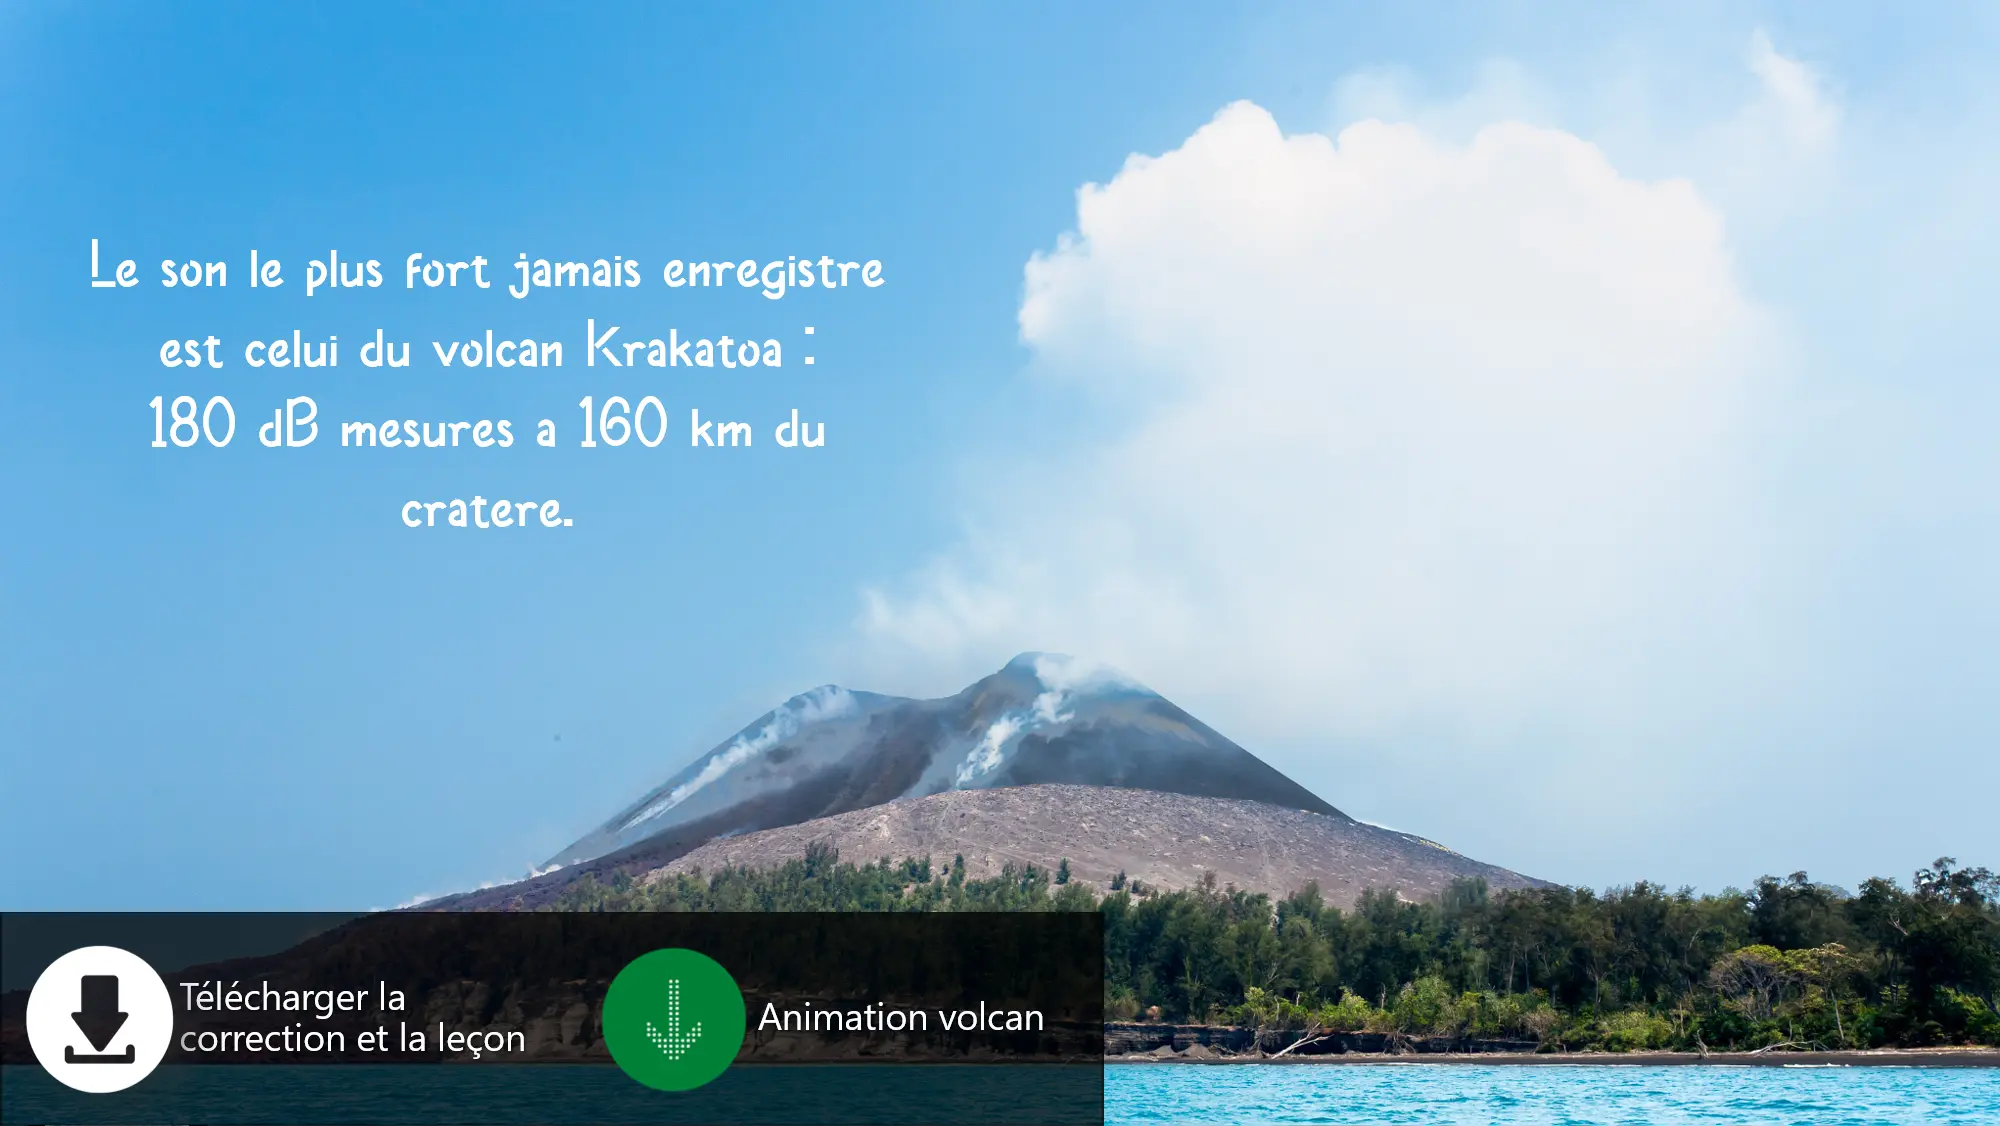 Le son le plus fort jamais enregistre
est celui du volcan Krakatoa :
180 dB mesures a 160 km du
cratere.
Télécharger la
correction et la leçon
Animation volcan